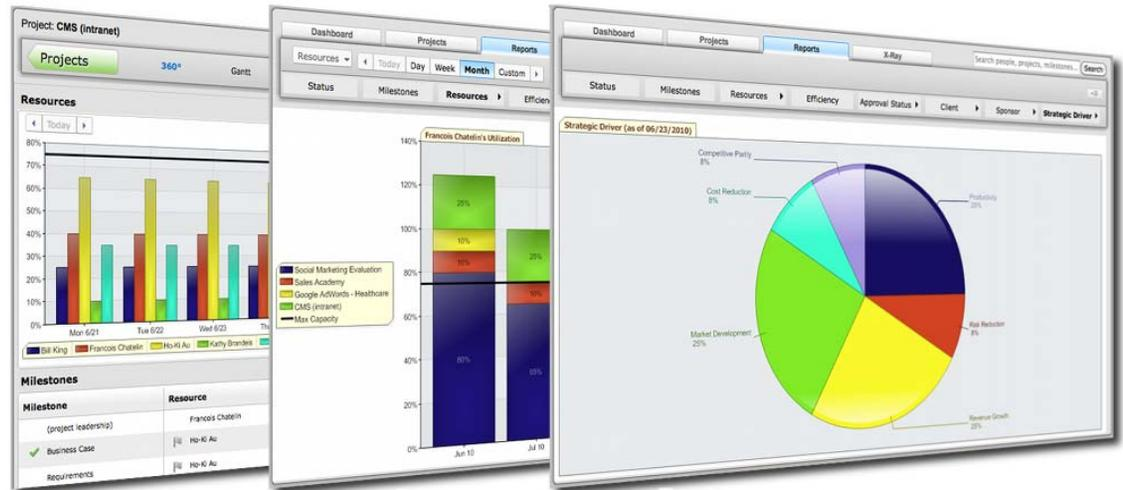 Project: CMS (intranet)
Projects
360°
Gantt
Resources
Today
80%
70%
60%
50%
40%
30%
20%
10%
0%
Mon 6/21
Tue 6/22
Wed 6/23
Bill King
Francois Chatelin
Ho-Ki Au
Kathy Brandeis
Milestones
Milestone
Resource
(project leadership)
Francois Chatelin
Business Case
Ho-Ki Au
Requirements
Ho-Ki Au
Dashboard
Projects
Reports
Resources
Today
Day
Week
Month
Custom
Status
Milestones
Resources
Efficien
Francois Chatelin's Utilization
140%
120%
100%
80%
60%
40%
20%
0%
25%
10%
10%
80%
25%
10%
65%
Social Marketing Evaluation
Sales Academy
Google AdWords - Healthcare
CMS (intranet)
Max Capacity
Jun 10
Jul 10
Dashboard
Projects
Reports
X-Ray
Search people, projects, milestones...
Search
Status
Milestones
Resources
Efficiency
Approval Status
Client
Sponsor
Strategic Driver
Strategic Driver (as of 06/23/2010)
Competitive Parity
8%
Cost Reduction
8%
Productivity
25%
Market Development
25%
Risk Reduction
8%
Revenue Growth
25%